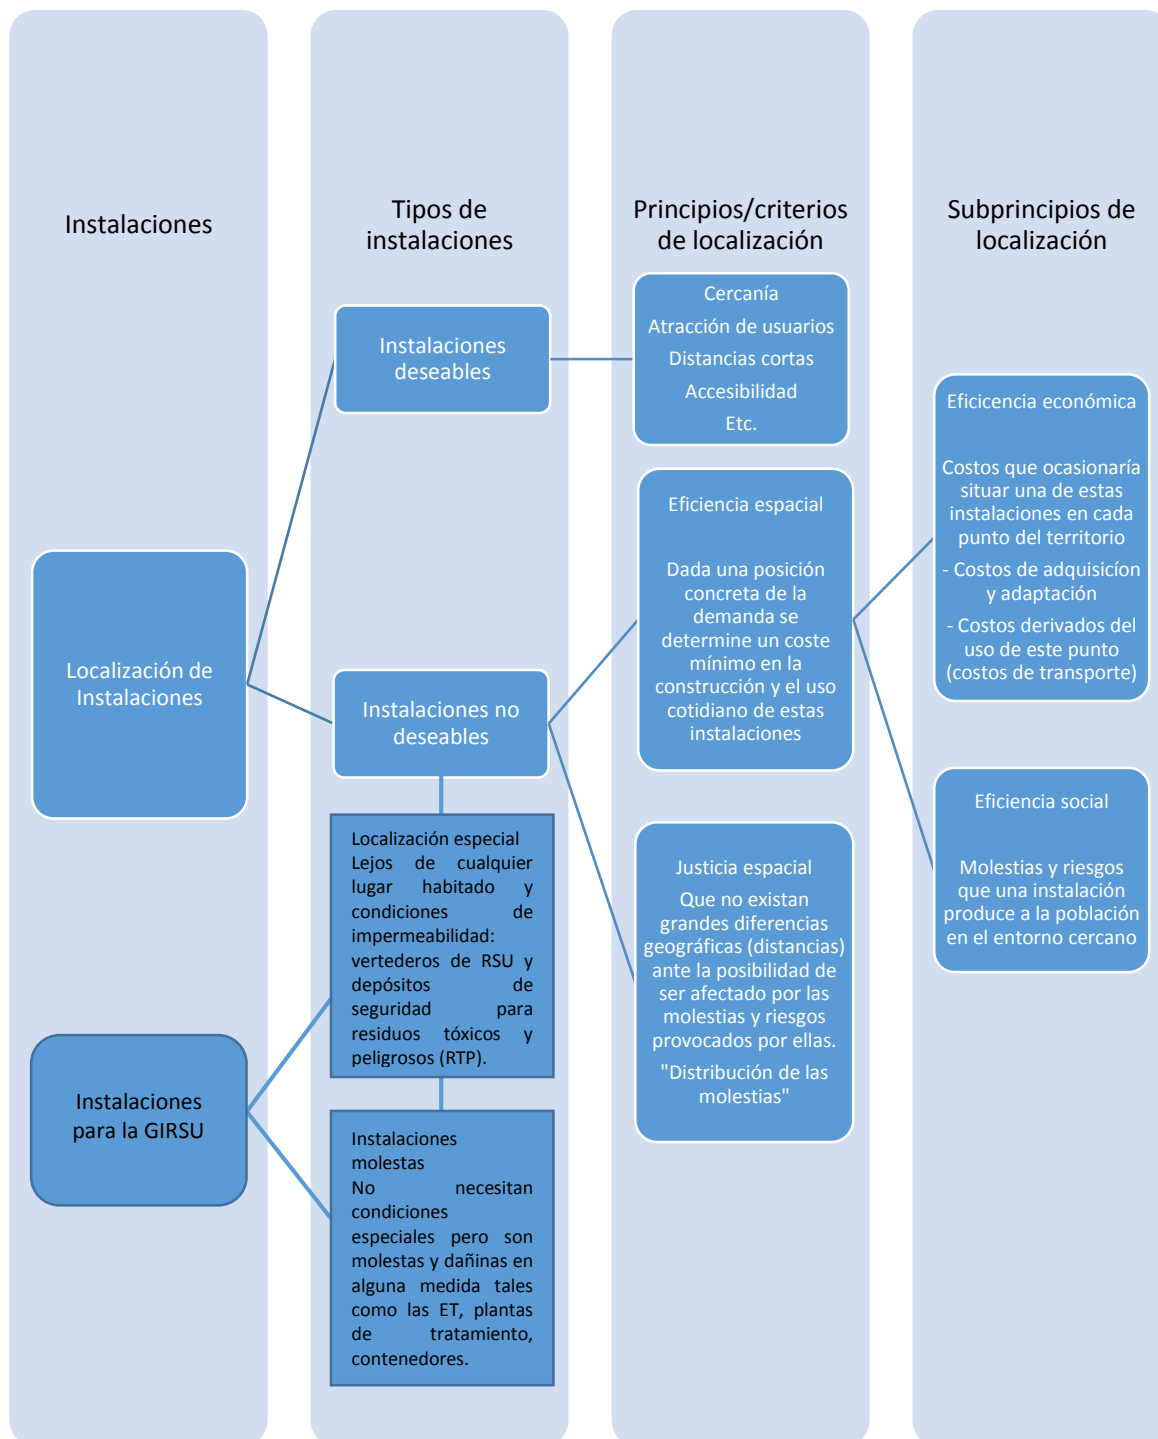 Instalaciones
Tipos de
instalaciones
Principios/criterios
de localización
Subprincipios de
localización
Localización de
Instalaciones
Instalaciones
para la GIRSU
Instalaciones
deseables
Instalaciones no
deseables
Localización especial
Lejos de cualquier
lugar habitado y
condiciones de
impermeabilidad:
vertederos de RSU y
depósitos de
seguridad para
residuos tóxicos y
peligrosos (RTP).
Instalaciones
molestas
No necesitan
condiciones
especiales pero son
molestas y dañinas en
alguna medida tales
como las ET, plantas
de tratamiento,
contenedores.
Cercanía
Atracción de usuarios
Distancias cortas
Accesibilidad
Etc.
Eficiencia espacial
Dada una posición
concreta de la
demanda se
determine un coste
mínimo en la
construcción y el uso
cotidiano de estas
instalaciones
Justicia espacial
Que no existan
grandes diferencias
geográficas (distancias)
ante la posibilidad de
ser afectado por las
molestias y riesgos
provocados por ellas.
"Distribución de las
molestias"
Eficicencia económica
Costos que ocasionaría
situar una de estas
instalaciones en cada
punto del territorio
- Costos de adquisicíon
y adaptación
- Costos derivados del
uso de este punto
(costos de transporte)
Eficiencia social
Molestias y riesgos
que una instalación
produce a la población
en el entorno cercano